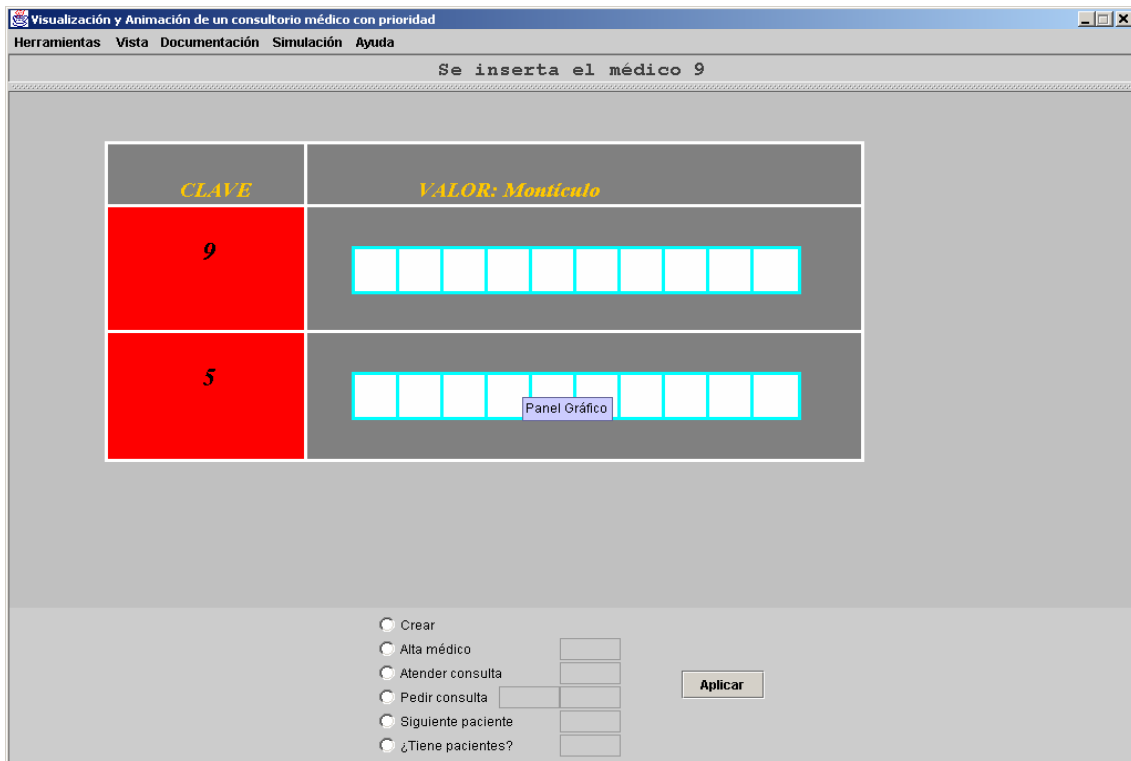 Visualización y Animación de un consultorio médico con prioridad
Herramientas Vista Documentación Simulación Ayuda
Se inserta el médico 9
CLAVE VALOR: Montículo
9
5
Panel Gráfico
Crear
Alta médico
Atender consulta
Pedir consulta
Siguiente paciente
¿Tiene pacientes?
Aplicar